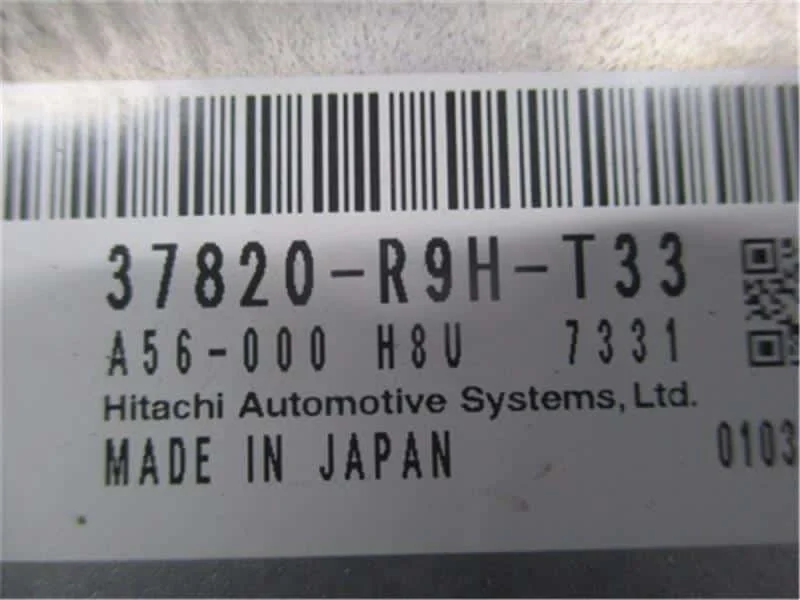 37820-R9H-T33
A56-000 H8U 7331
Hitachi Automotive Systems, Ltd.
MADE IN JAPAN 0103